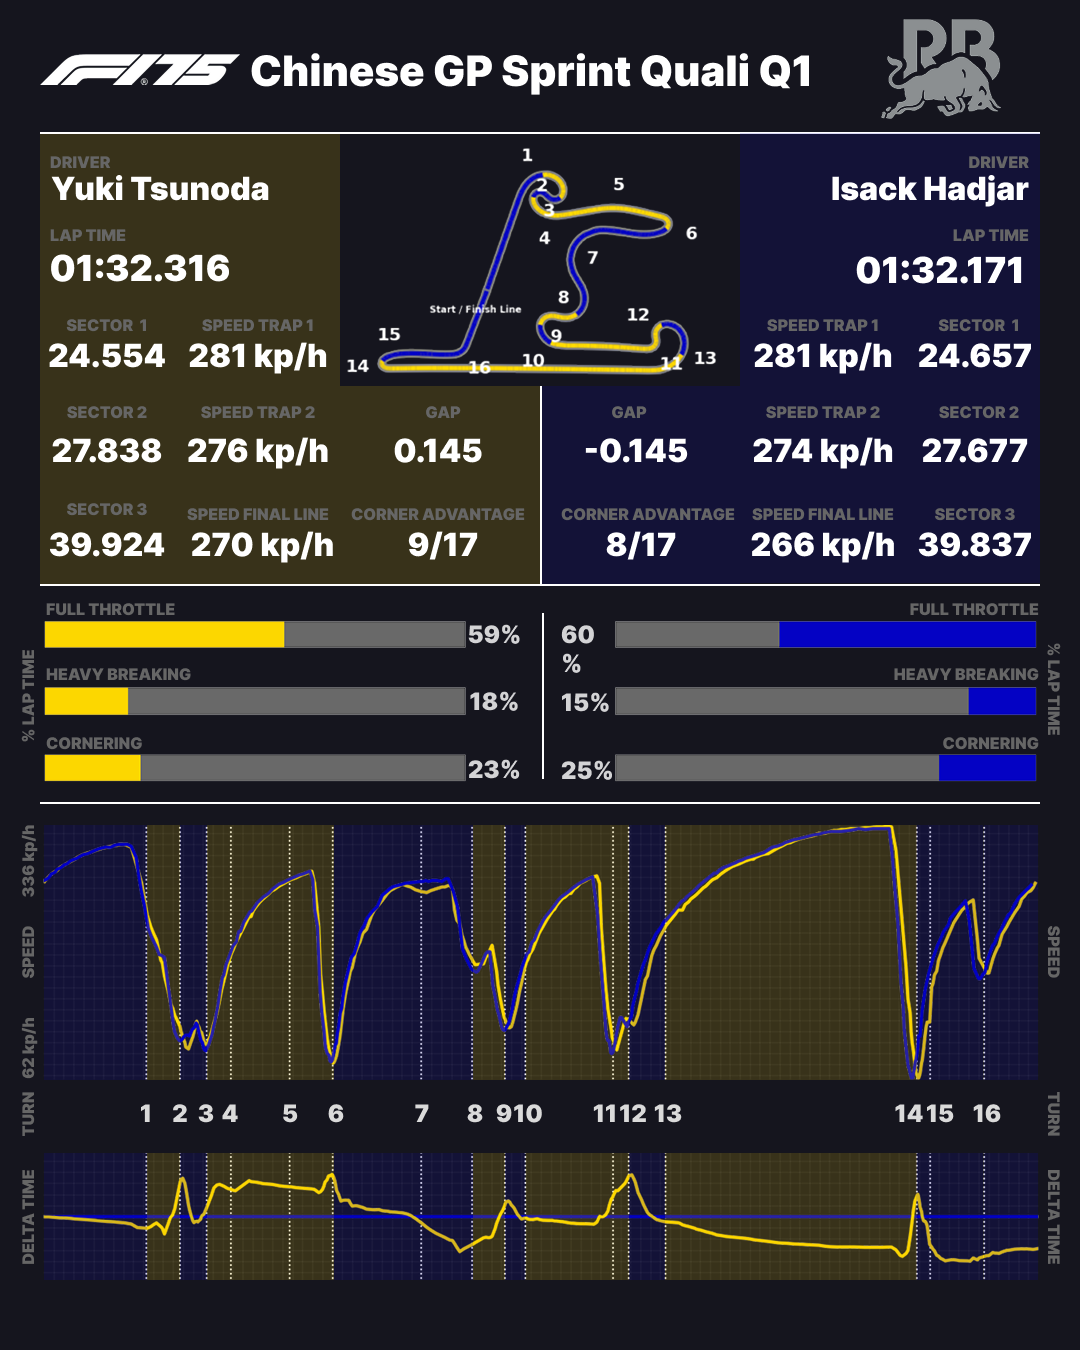 F1 75 Chinese GP Sprint Quali Q1
RB
DRIVER
Yuki Tsunoda
LAP TIME
01:32.316
SECTOR 1 SPEED TRAP 1
24.554 281 kp/h
SECTOR 2 SPEED TRAP 2 GAP
27.838 276 kp/h 0.145
SECTOR 3 SPEED FINAL LINE CORNER ADVANTAGE
39.924 270 kp/h 9/17
1
2
3
4
5
6
7
8
9
10
11
12
13
14
15
16
Start / Finish Line
DRIVER
Isack Hadjar
LAP TIME
01:32.171
SPEED TRAP 1 SECTOR 1
281 kp/h 24.657
GAP SPEED TRAP 2 SECTOR 2
-0.145 274 kp/h 27.677
CORNER ADVANTAGE SPEED FINAL LINE SECTOR 3
8/17 266 kp/h 39.837
% LAP TIME
FULL THROTTLE
59%
HEAVY BREAKING
18%
CORNERING
23%
FULL THROTTLE
60
%
HEAVY BREAKING
15%
CORNERING
25%
% LAP TIME
336 kp/h
SPEED
62 kp/h
SPEED
TURN 1 2 3 4 5 6 7 8 9 10 11 12 13 14 15 16 TURN
DELTA TIME
DELTA TIME